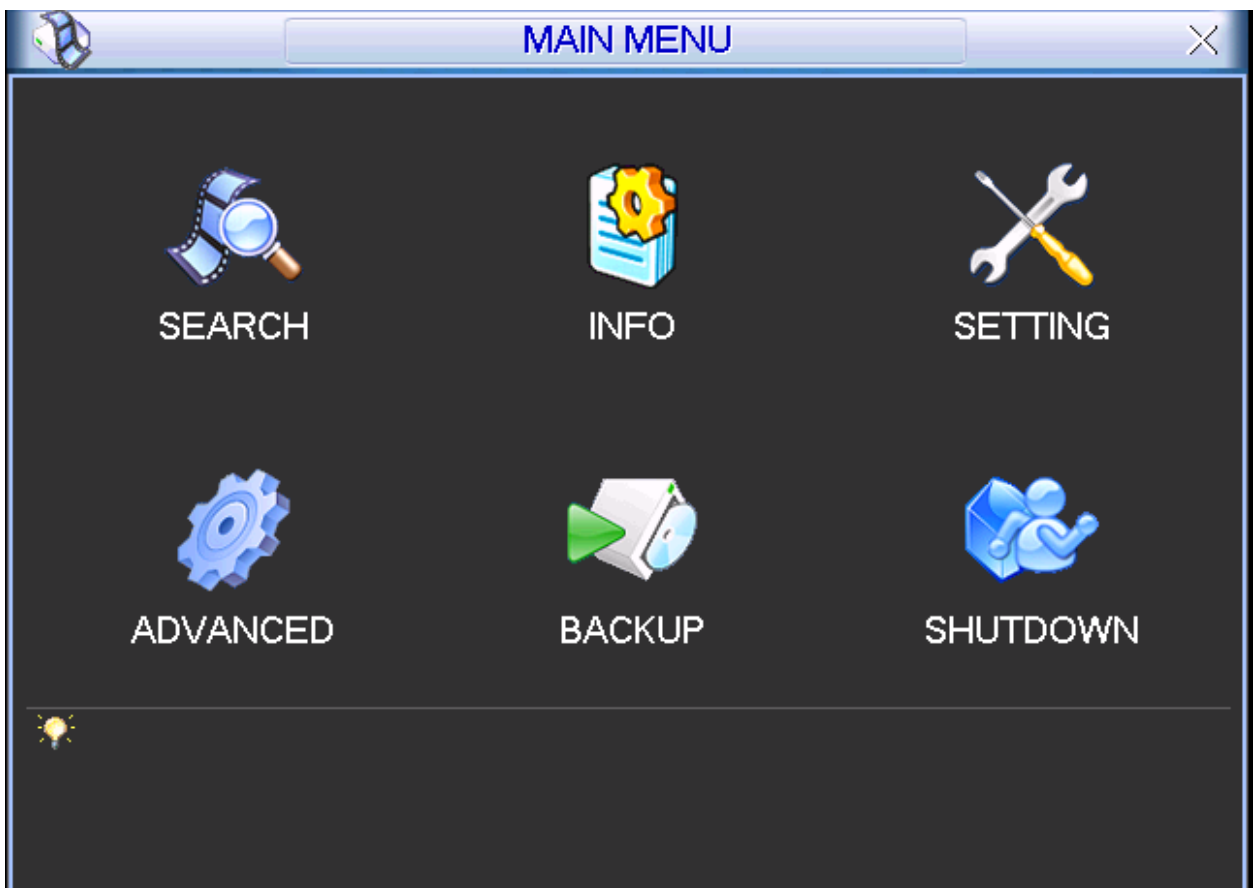 MAIN MENU
SEARCH
INFO
SETTING
ADVANCED
BACKUP
SHUTDOWN